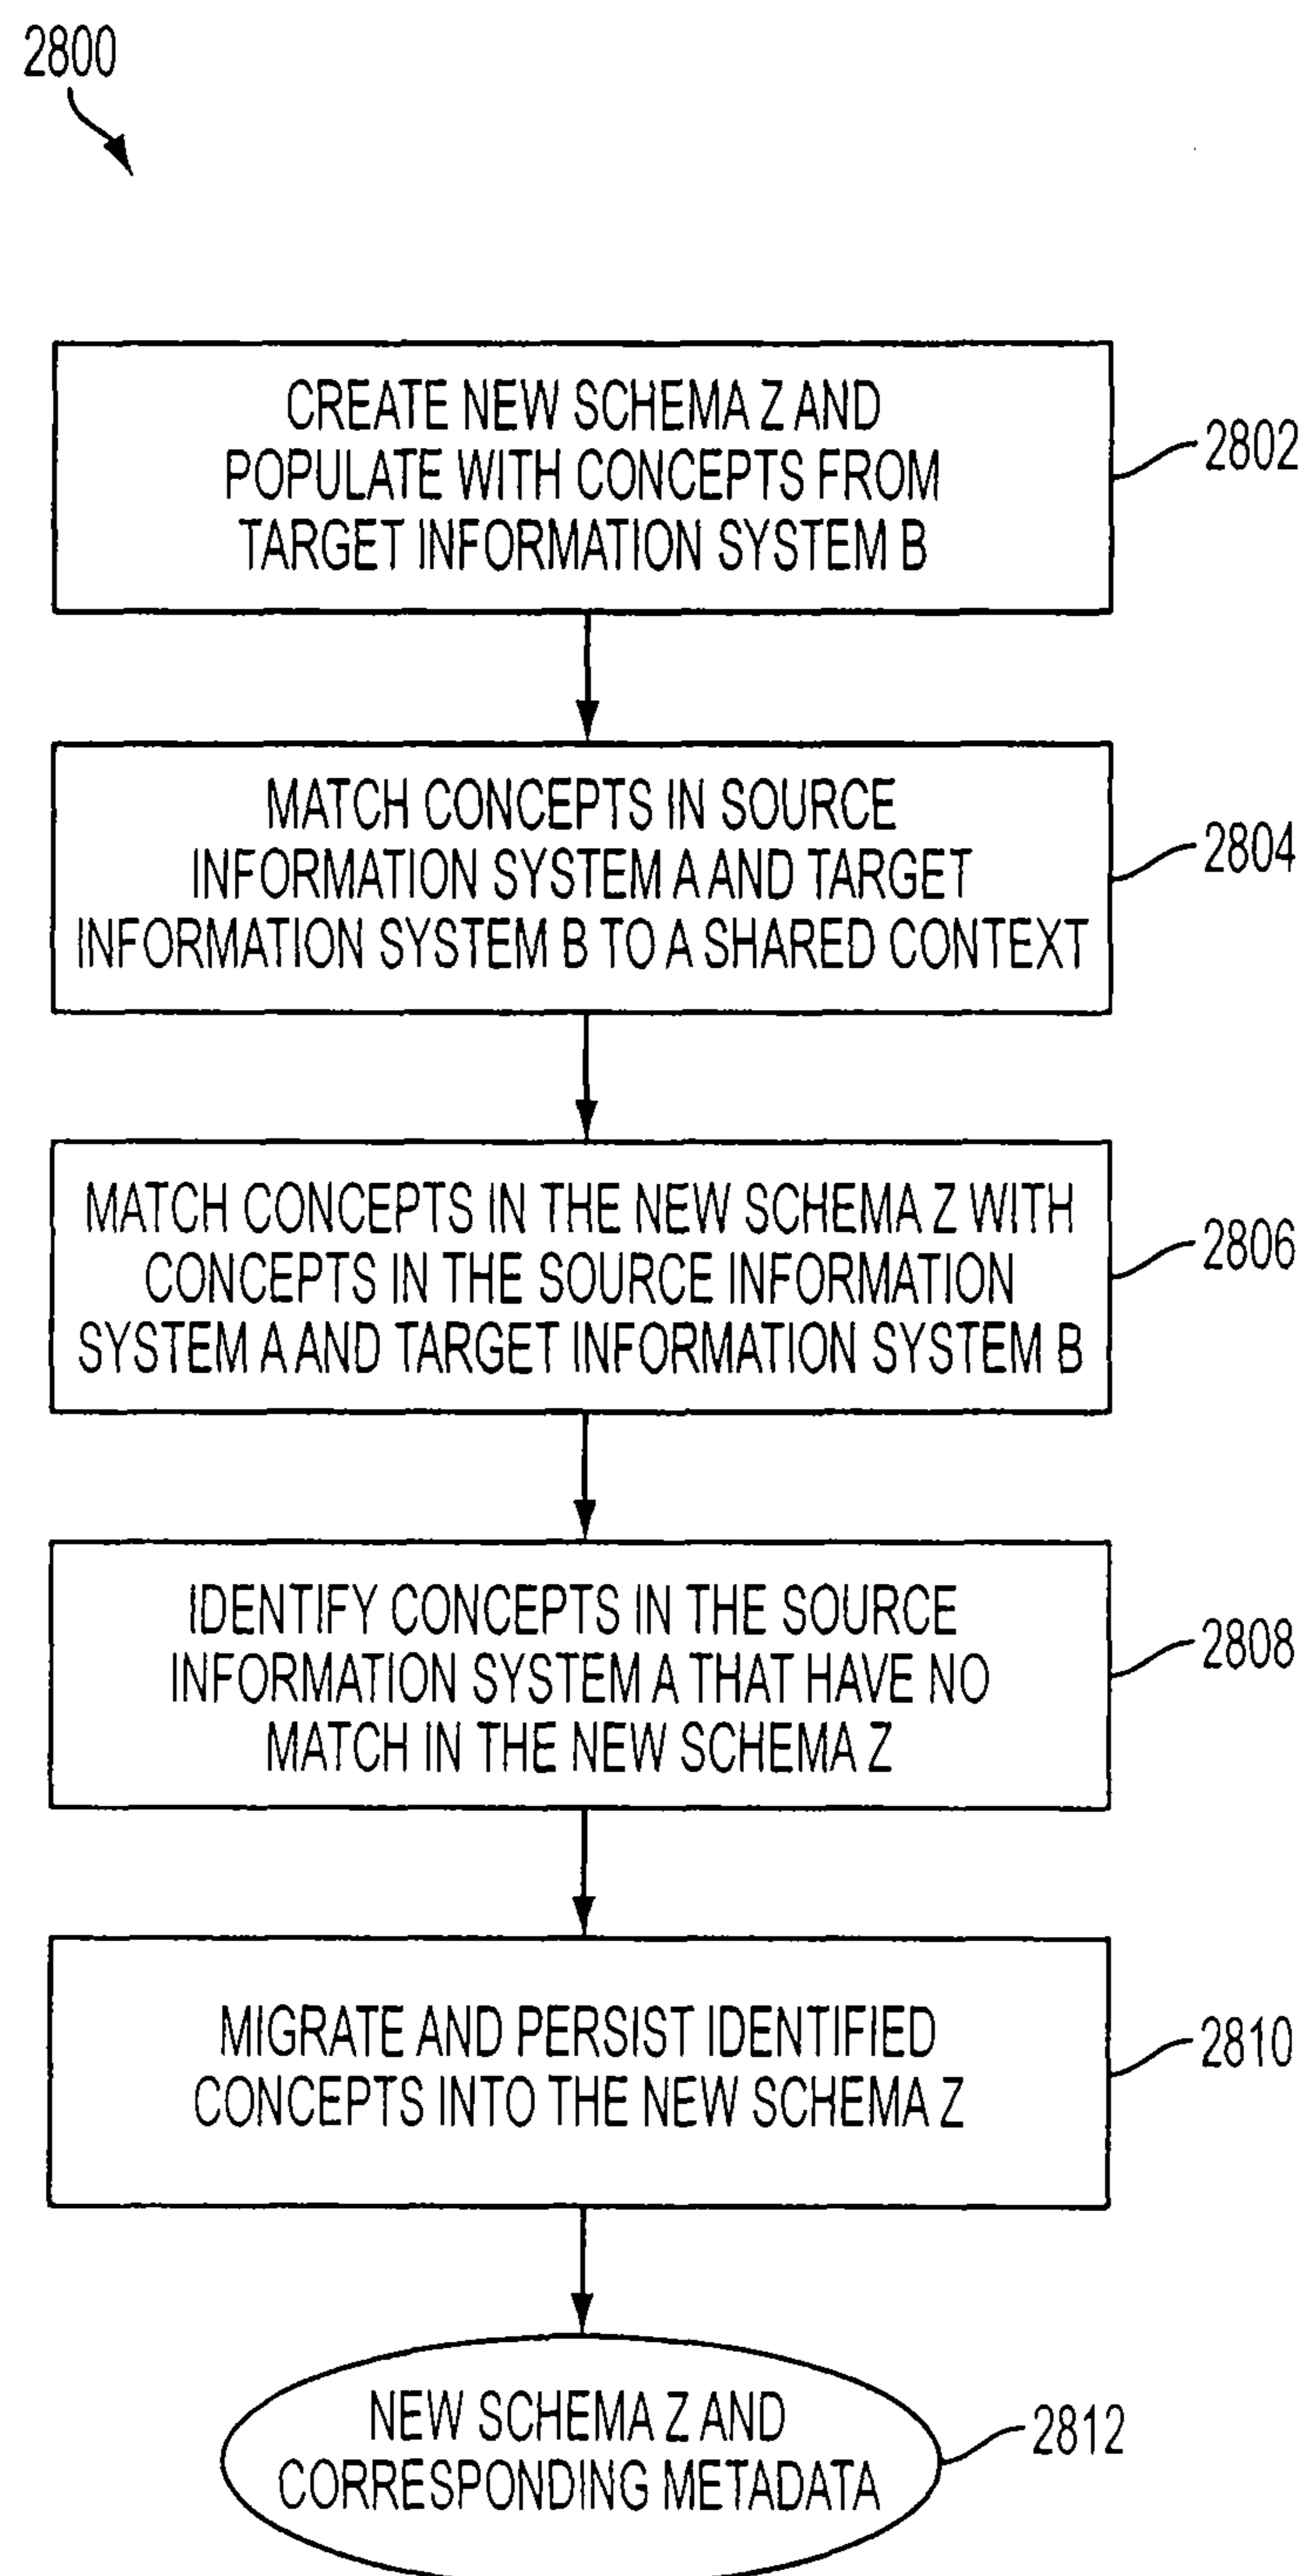 2800
CREATE NEW SCHEMA Z AND
POPULATE WITH CONCEPTS FROM
TARGET INFORMATION SYSTEM B
2802
MATCH CONCEPTS IN SOURCE
INFORMATION SYSTEM A AND TARGET
INFORMATION SYSTEM B TO A SHARED CONTEXT
2804
MATCH CONCEPTS IN THE NEW SCHEMA Z WITH
CONCEPTS IN THE SOURCE INFORMATION
SYSTEM A AND TARGET INFORMATION SYSTEM B
2806
IDENTIFY CONCEPTS IN THE SOURCE
INFORMATION SYSTEM A THAT HAVE NO
MATCH IN THE NEW SCHEMA Z
2808
MIGRATE AND PERSIST IDENTIFIED
CONCEPTS INTO THE NEW SCHEMA Z
2810
NEW SCHEMA Z AND
CORRESPONDING METADATA
2812